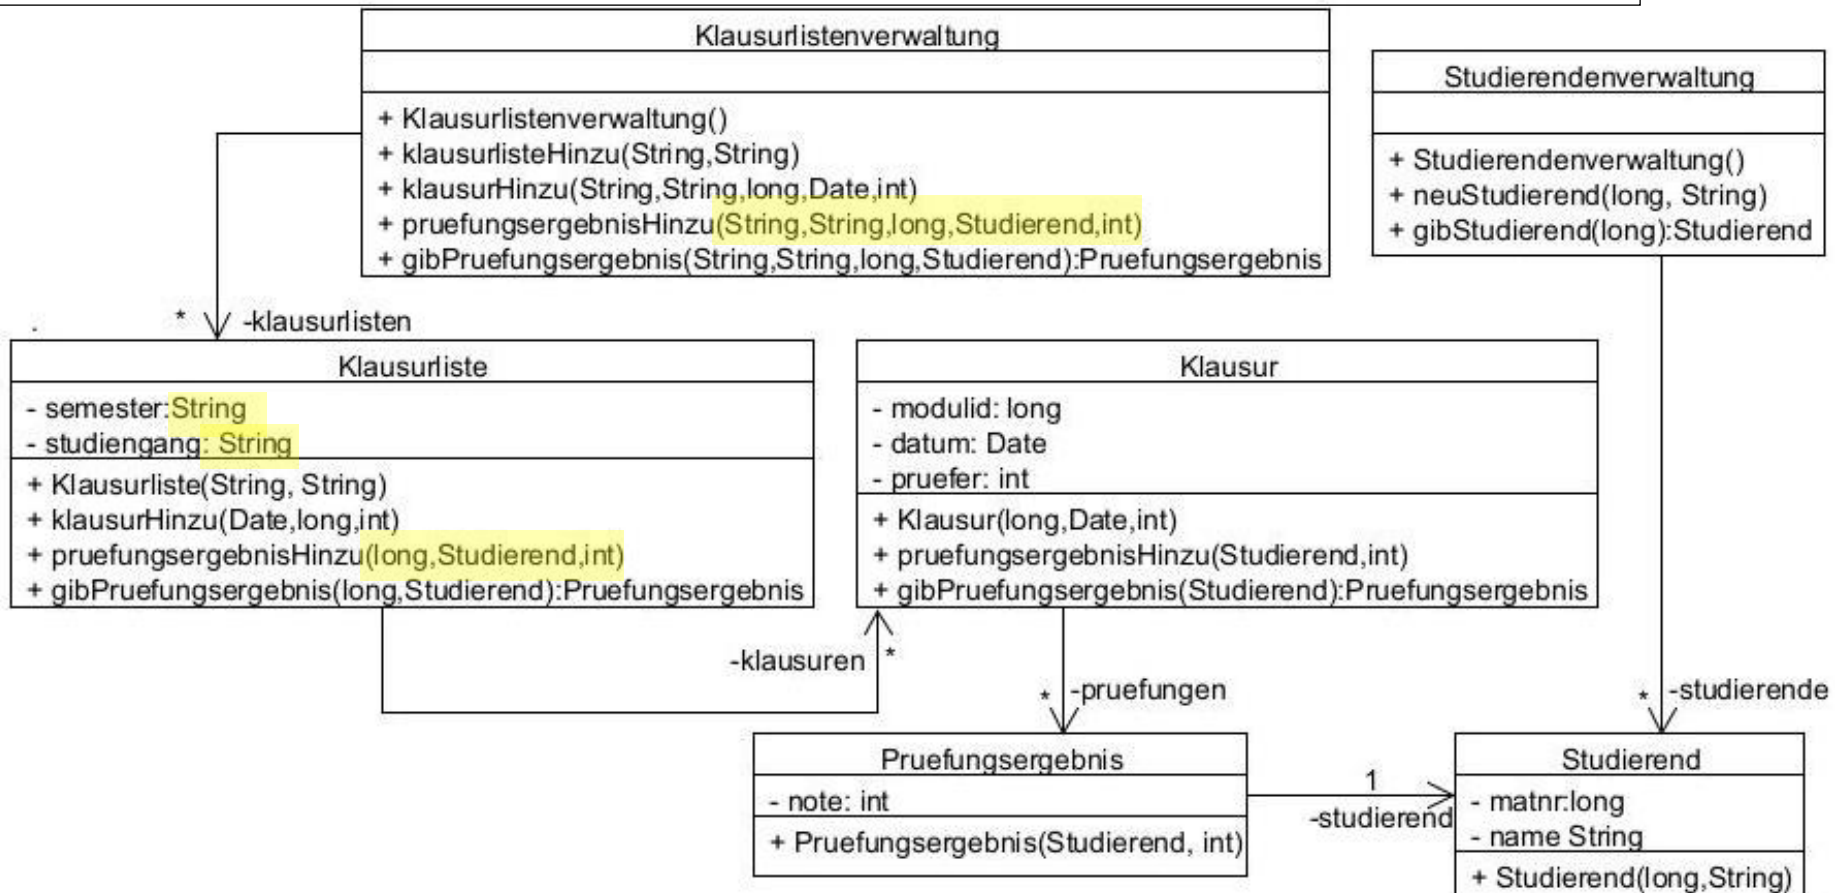 Klausurlistenverwaltung
+ Klausurlistenverwaltung()
+ klausurlisteHinzu(String,String)
+ klausurHinzu(String,String,long,Date,int)
+ pruefungsergebnisHinzu(String,String,long,Studierend,int)
+ gibPruefungsergebnis(String,String,long,Studierend):Pruefungsergebnis
Studierendenverwaltung
+ Studierendenverwaltung()
+ neuStudierend(long, String)
+ gibStudierend(long):Studierend
* -klausurlisten
Klausurliste
- semester:String
- studiengang: String
+ Klausurliste(String, String)
+ klausurHinzu(Date,long,int)
+ pruefungsergebnisHinzu(long,Studierend,int)
+ gibPruefungsergebnis(long,Studierend):Pruefungsergebnis
Klausur
- modulid: long
- datum: Date
- pruefer: int
+ Klausur(long,Date,int)
+ pruefungsergebnisHinzu(Studierend,int)
+ gibPruefungsergebnis(Studierend):Pruefungsergebnis
-klausuren *
* -pruefungen
* -studierende
Pruefungsergebnis
- note: int
+ Pruefungsergebnis(Studierend, int)
1
-studierend
Studierend
- matnr:long
- name String
+ Studierend(long,String)